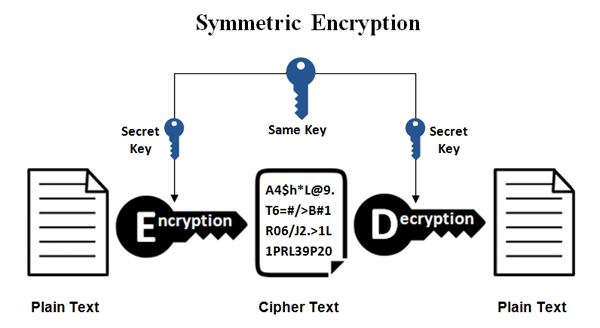 Symmetric Encryption
Secret
Key
Same Key
Secret
Key
Encryption
A4$h*L@9.
T6=#/>B#1
R06/J2.>1L
1PRL39P20
Decryption
Plain Text
Cipher Text
Plain Text